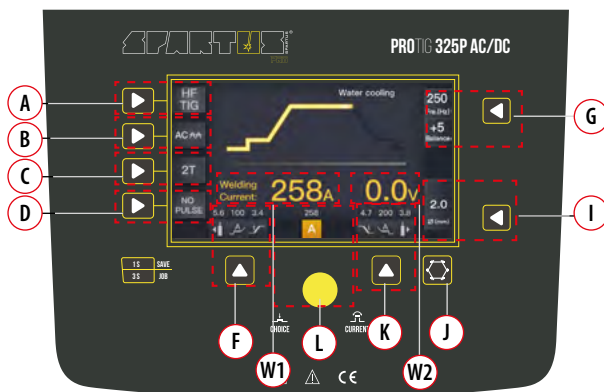 SPARTUS
PROTIG 325P AC/DC
A
B
C
D
HF
TIG
AC
2T
NO
PULSE
Water cooling
250
Fre.(Hz)
+5
Balance
2.0
Ø(mm)
G
I
Welding
Current:
258A
0.0V
5.6 100 3.4
258
4.7 200 3.8
A
1S SAVE
3S JOB
F
L
K
J
W1
W2
CHOICE
CURRENT
CE